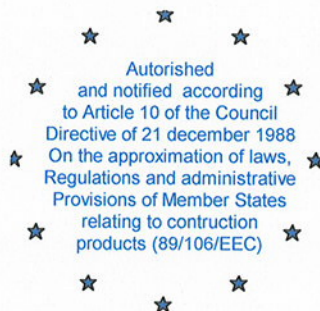 Autorished
and notified according
to Article 10 of the Council
Directive of 21 december 1988
On the approximation of laws,
Regulations and administrative
Provisions of Member States
relating to contruction
products (89/106/EEC)